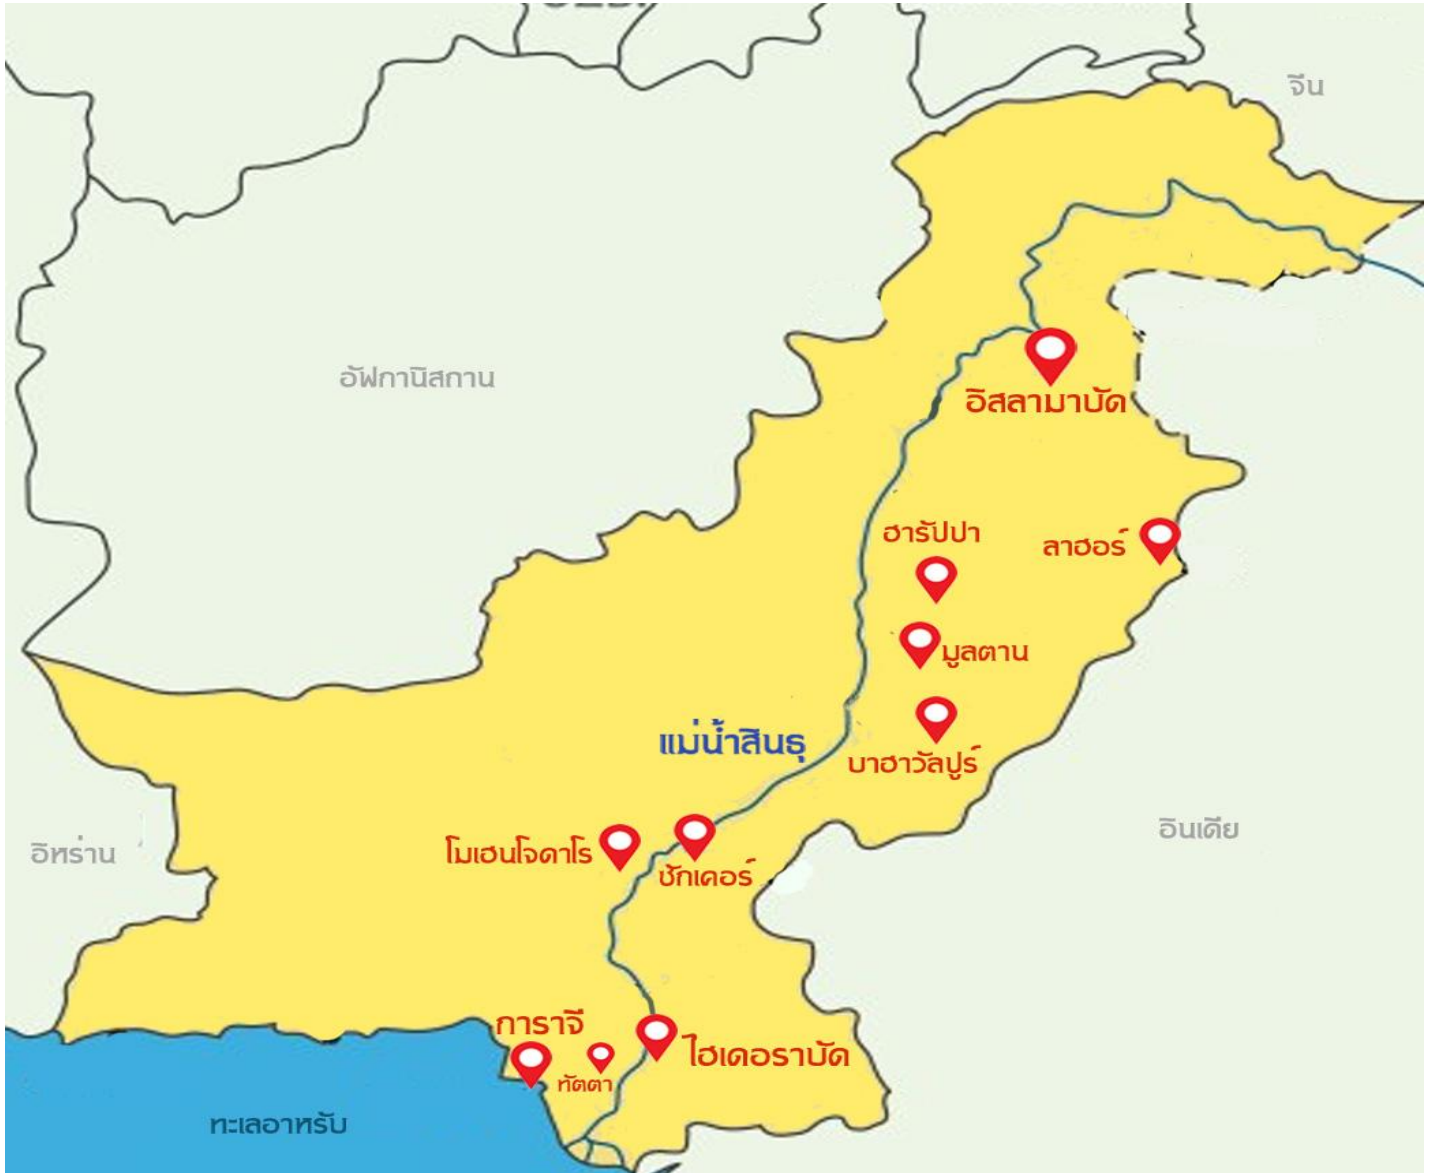 จีน
อัฟกานิสถาน
อิสลามาบัด
ฮารัปปา
ลาฮอร์
มูลตาน
แม่น้ำสินธุ
บาฮาวัลปูร์
อินเดีย
อิหร่าน
โมเฮนโจดาโร
ซักเคอร์
การาจี
ไฮเดอราบัด
ทัตตา
ทะเลอาหรับ